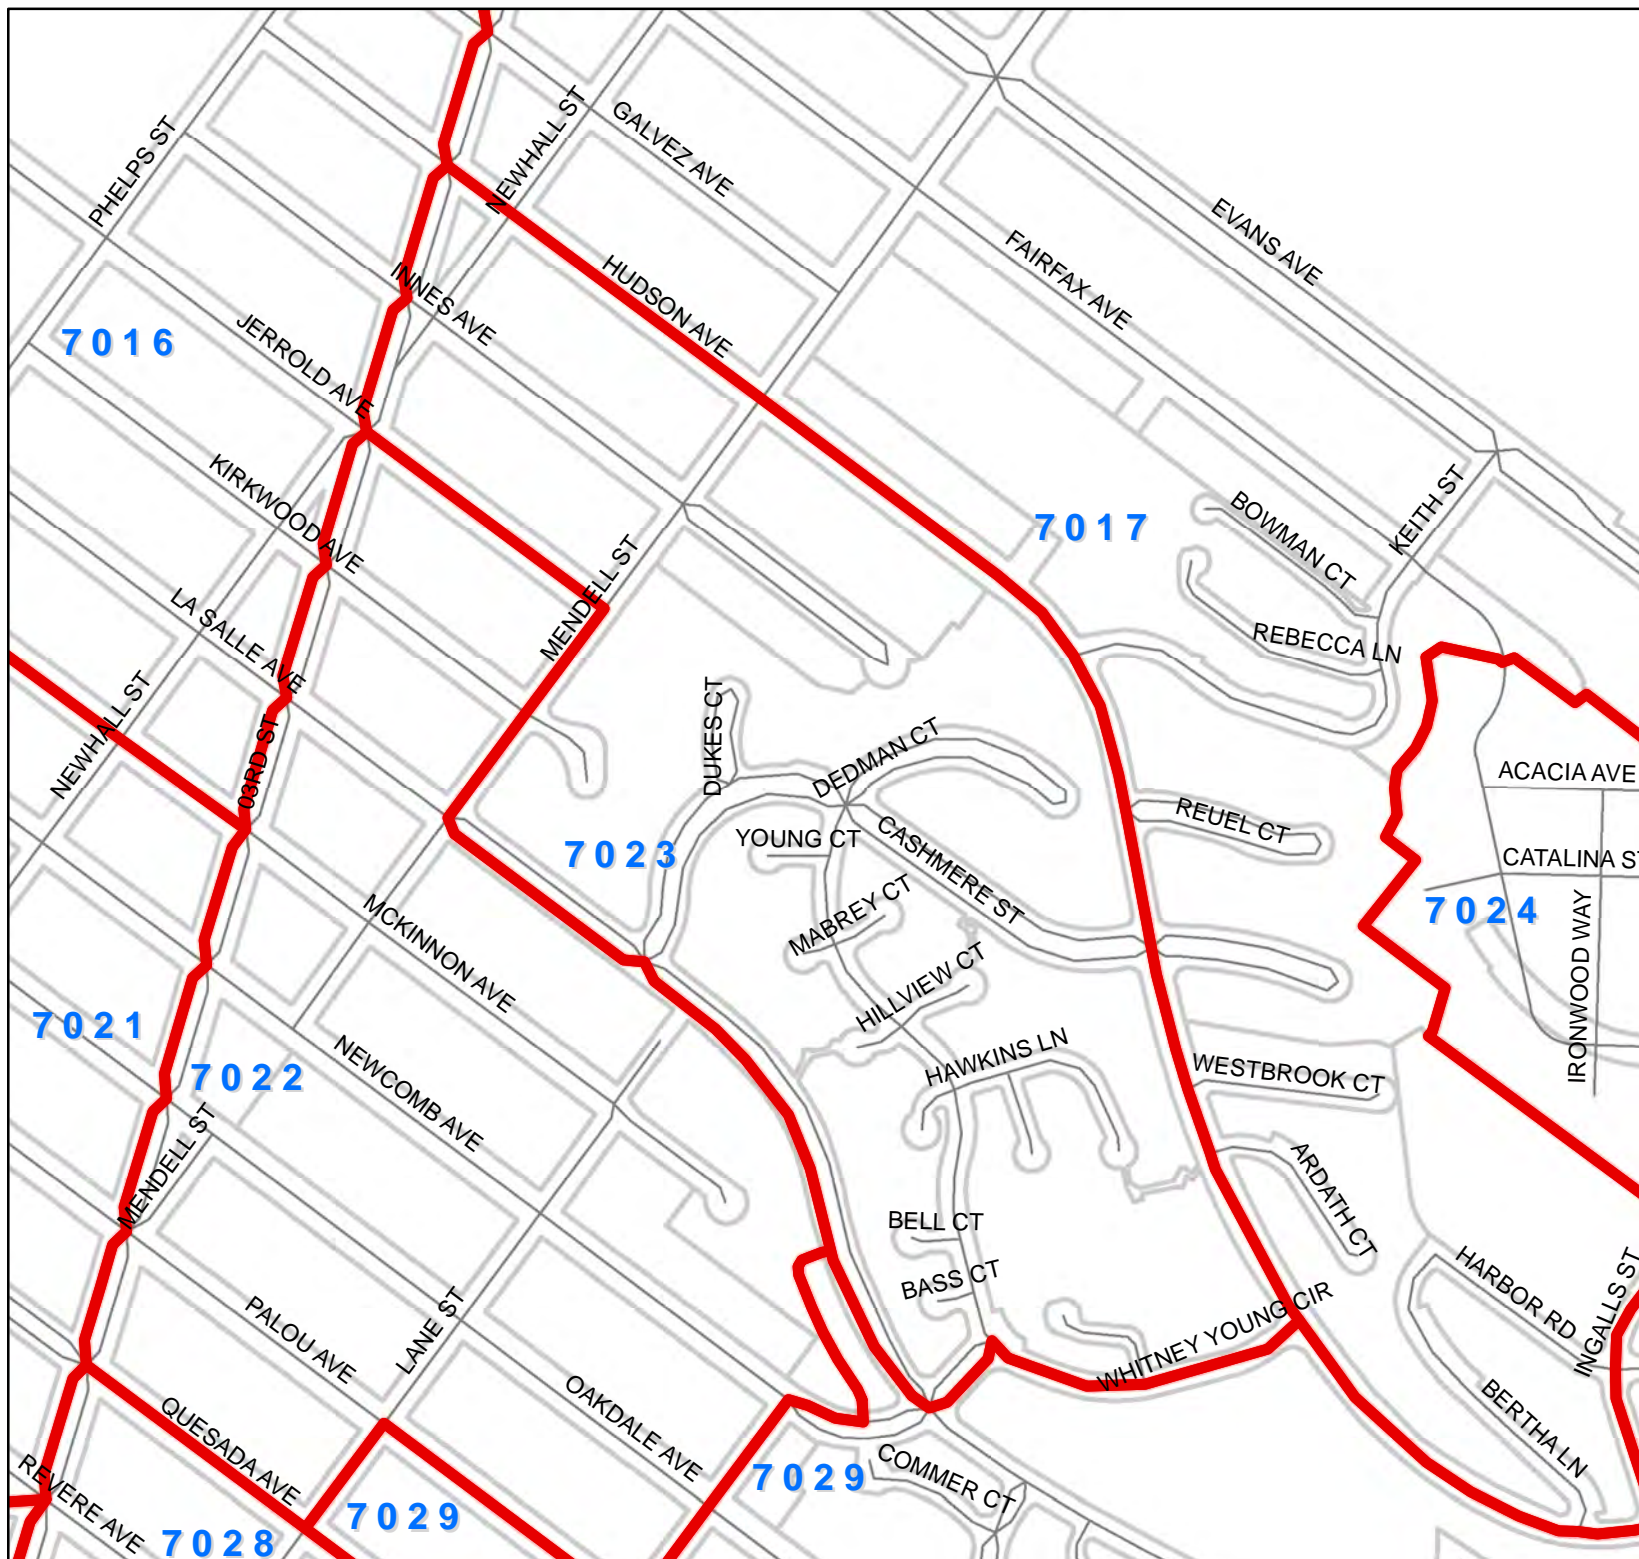 PHELPS ST
NEWHALL ST
GALVEZ AVE
EVANS AVE
FAIRFAX AVE
HUDSON AVE
INNES AVE
JERROLD AVE
7016
KIRKWOOD AVE
7017
BOWMAN CT
KEITH ST
MENDELL ST
LA SALLE AVE
REBECCA LN
NEWHALL ST
03RD ST
DUKES CT
DEDMAN CT
ACACIA AVE
REUEL CT
YOUNG CT
7023
CASHMERE ST
CATALINA ST
MABREY CT
7024
MCKINNON AVE
HILLVIEW CT
IRONWOOD WAY
7021
7022
NEWCOMB AVE
HAWKINS LN
WESTBROOK CT
MENDELL ST
ARDATH CT
BELL CT
BASS CT
HARBOR RD
INGALLS ST
PALOU AVE
LANE ST
WHITNEY YOUNG CIR
OAKDALE AVE
BERTHA LN
QUESADA AVE
COMMER CT
7029
REVERE AVE
7029
7028